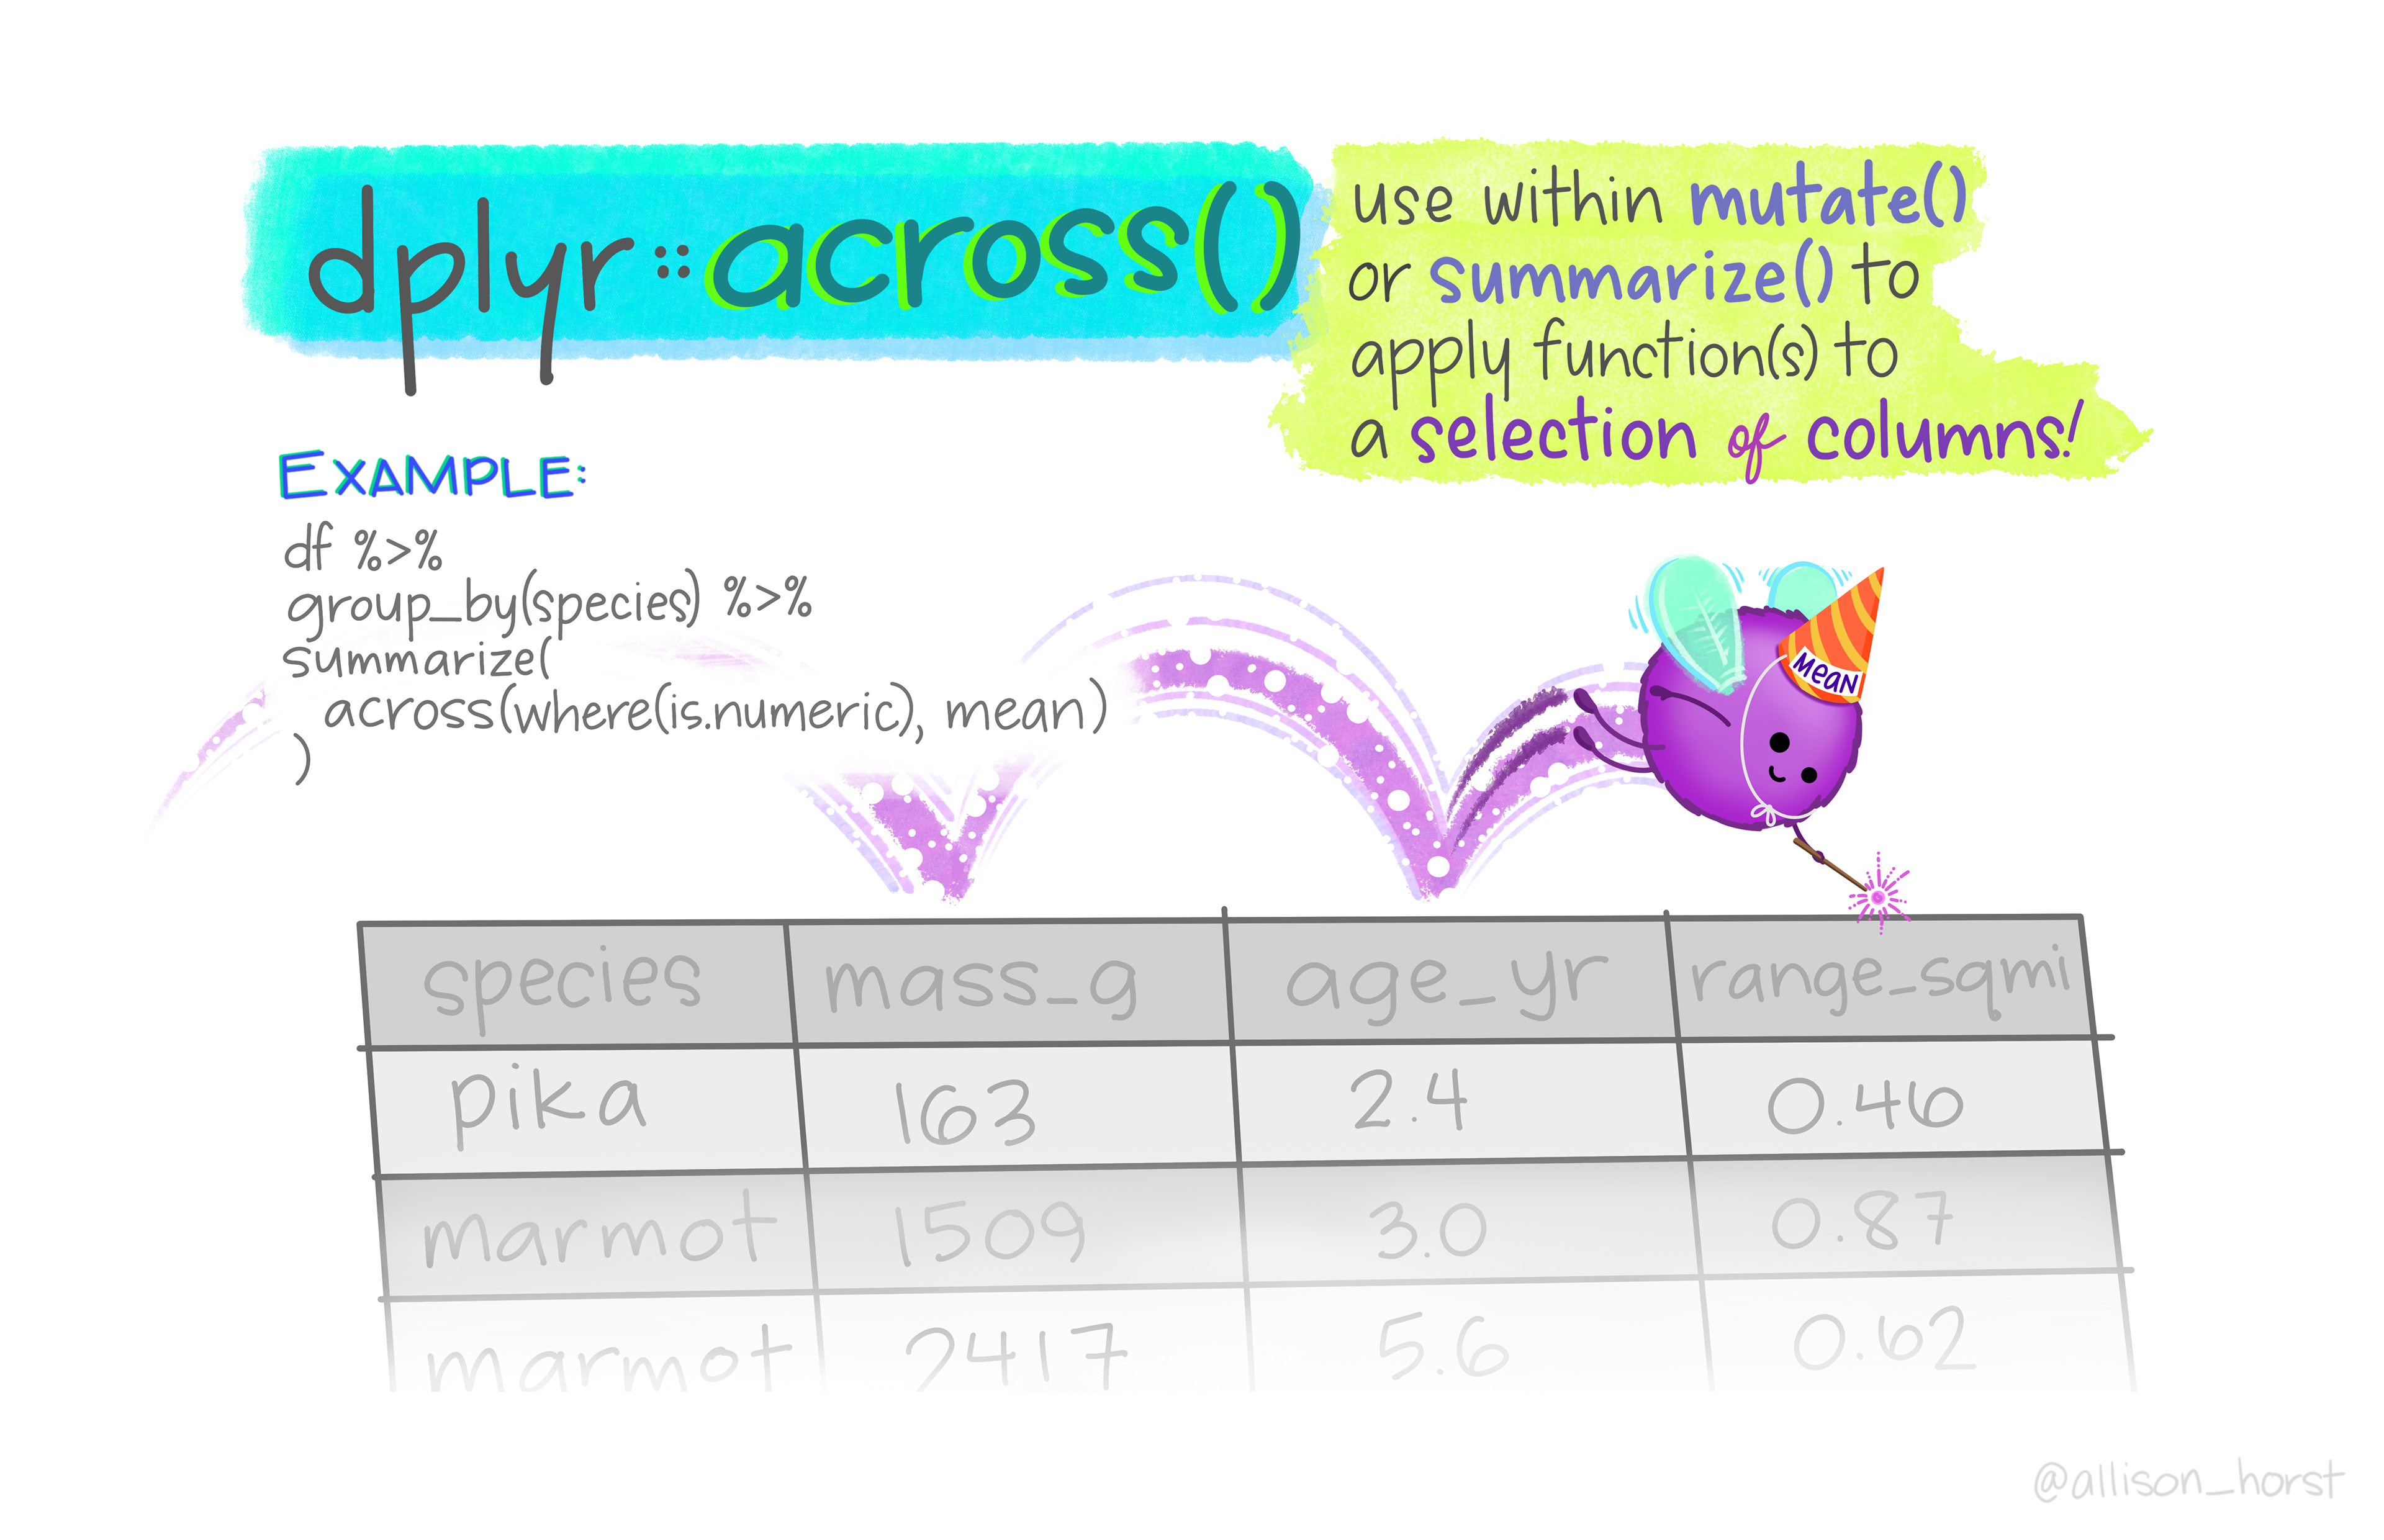 dplyr::across()
use within mutate()
or summarize() to
apply function(s) to
a selection of columns!
EXAMPLE:
df %>%
group_by(species) %>%
summarize(
across(where(is.numeric), mean)
)
MEAN
species mass_g age_yr range_sqmi
pika 163 2.4 0.46
marmot 1509 3.0 0.87
marmot 2417 5.6 0.62
@allison_horst